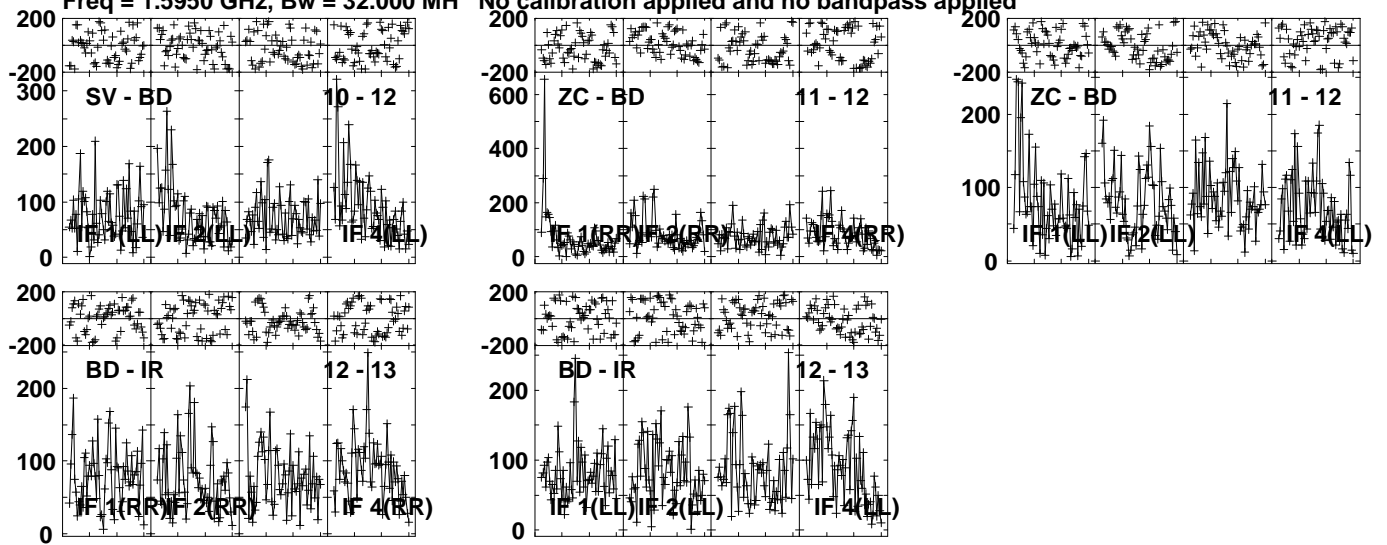 Freq = 1.5950 GHz, Bw = 32.000 MH No calibration applied and no bandpass applied
200
-200
300
200
100
0
SV - BD 10 - 12
IF 1(LL) IF 2(LL) IF 4(LL)
200
-200
600
400
200
0
ZC - BD 11 - 12
IF 1(RR) IF 2(RR) IF 4(RR)
200
-200
200
100
0
ZC - BD 11 - 12
IF 1(LL) IF 2(LL) IF 4(LL)
200
-200
200
100
0
BD - IR 12 - 13
IF 1(RR) IF 2(RR) IF 4(RR)
200
-200
200
100
0
BD - IR 12 - 13
IF 1(LL) IF 2(LL) IF 4(LL)